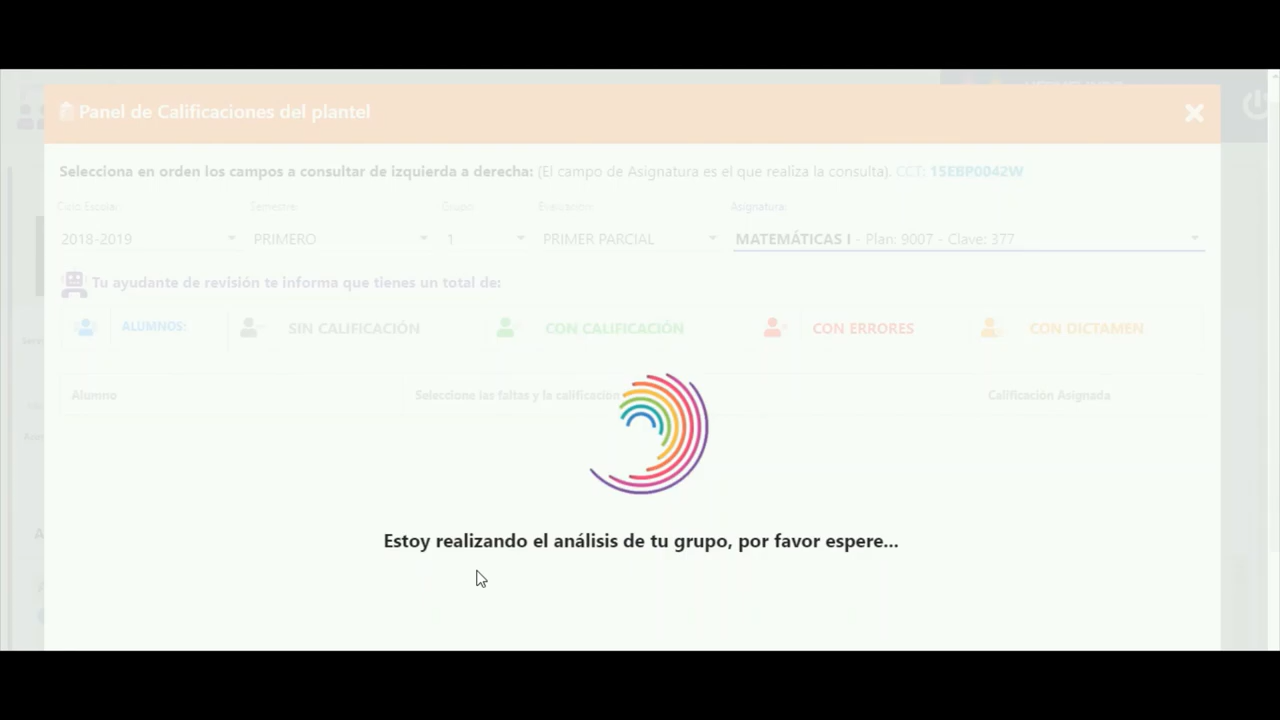 Panel de Calificaciones del plantel
Selecciona en orden los campos a consultar de izquierda a derecha: (El campo de Asignatura es el que realiza la consulta). CCT: 15EBP0042W
Ciclo Escolar: Semestre: Grupo: Evaluación: Asignatura:
2018-2019 PRIMERO 1 PRIMER PARCIAL MATEMÁTICAS I - Plan: 9007 - Clave: 377
Tu ayudante de revisión te informa que tienes un total de:
ALUMNOS: SIN CALIFICACIÓN CON CALIFICACIÓN CON ERRORES CON DICTAMEN
Alumno Seleccione las faltas y la calificación Calificación Asignada
Estoy realizando el análisis de tu grupo, por favor espere...